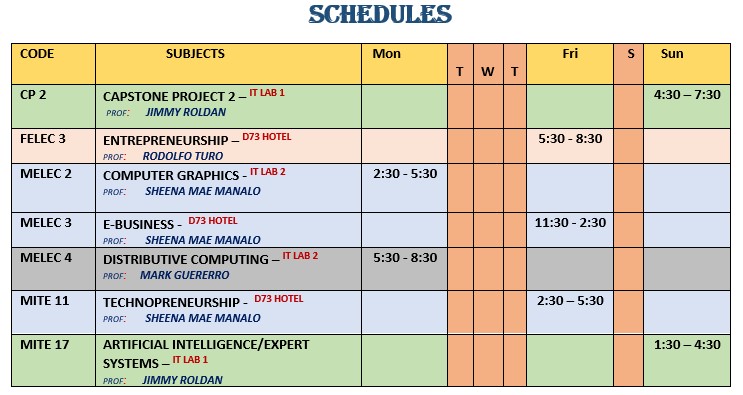 SCHEDULES
CODE SUBJECTS Mon T W T Fri S Sun
CP 2 CAPSTONE PROJECT 2 – IT LAB 1 4:30 – 7:30
PROF: JIMMY ROLDAN
FELEC 3 ENTREPRENEURSHIP – D73 HOTEL 5:30 - 8:30
PROF: RODOLFO TURO
MELEC 2 COMPUTER GRAPHICS - IT LAB 2 2:30 - 5:30
PROF: SHEENA MAE MANALO
MELEC 3 E-BUSINESS - D73 HOTEL 11:30 - 2:30
PROF: SHEENA MAE MANALO
MELEC 4 DISTRIBUTIVE COMPUTING – IT LAB 2 5:30 - 8:30
PROF: MARK GUERERRO
MITE 11 TECHNOPRENEURSHIP - D73 HOTEL 2:30 – 5:30
PROF: SHEENA MAE MANALO
MITE 17 ARTIFICIAL INTELLIGENCE/EXPERT 1:30 – 4:30
SYSTEMS – IT LAB 1
PROF: JIMMY ROLDAN